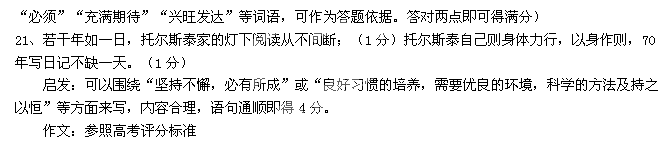 “必须”“充满期待”“兴旺发达”等词语，可作为答题依据。答对两点即可得满分）
21、若干年如一日，托尔斯泰家的灯下阅读从不间断；（1 分）托尔斯泰自己则身体力行，以身作则，70
年写日记不缺一天。（1 分）
启发：可以围绕“坚持不懈，必有所成”或“良好习惯的培养，需要优良的环境，科学的方法及持之
以恒”等方面来写，内容合理，语句通顺即得 4 分。
作文：参照高考评分标准